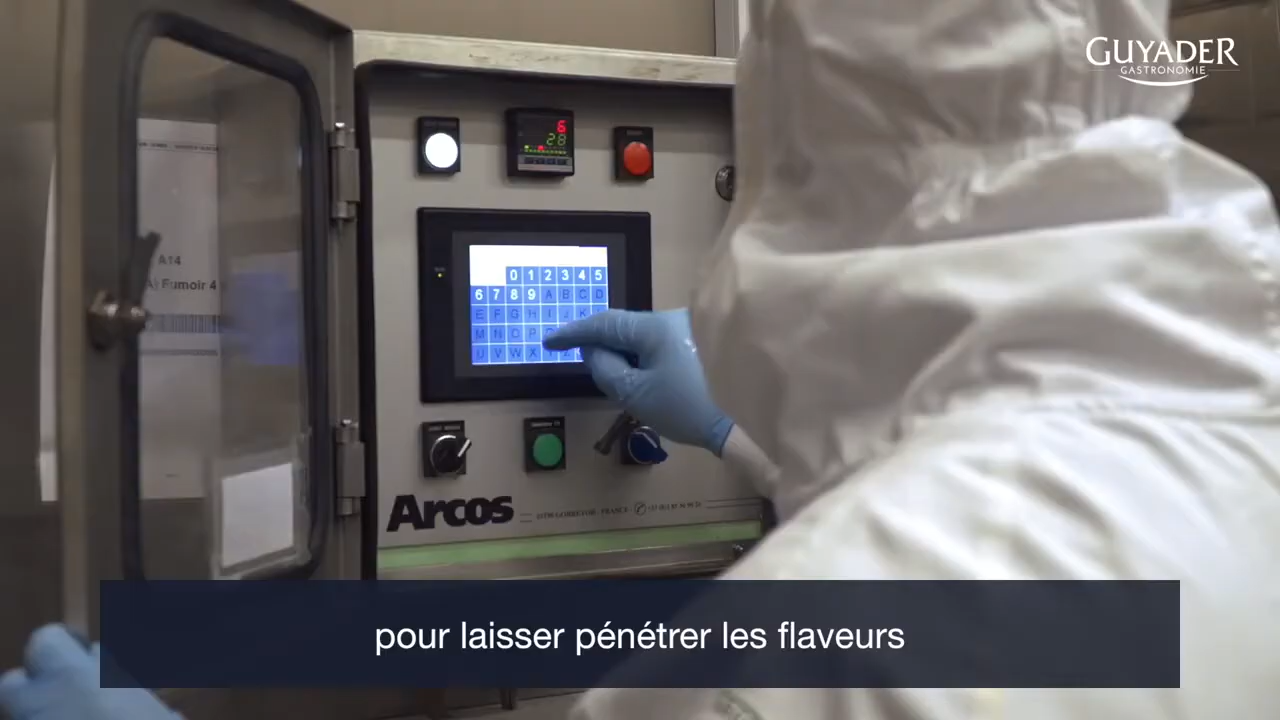 GUYADER
GASTRONOMIE
6
28
0 1 2 3 4 5
6 7 8 9 A B C D
E F G H I J K
M N O P
U V W X Y Z
A14
Fumoir 4
Arcos
FRANCE
pour laisser pénétrer les flaveurs